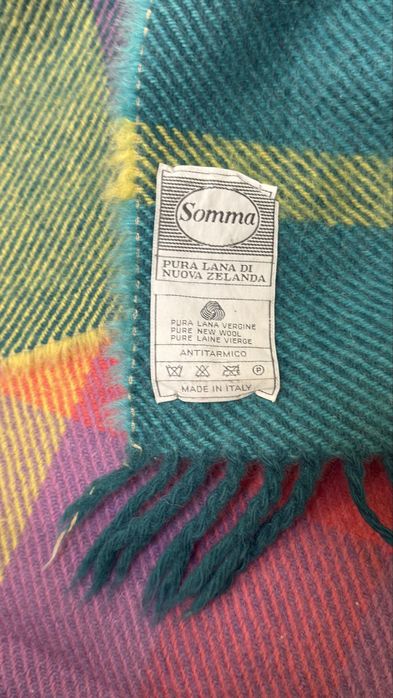 Somma
PURA LANA DI
NUOVA ZELANDA
PURA LANA VERGINE
PURE NEW WOOL
PURE LAINE VIERGE
ANTITARMICO
P
MADE IN ITALY